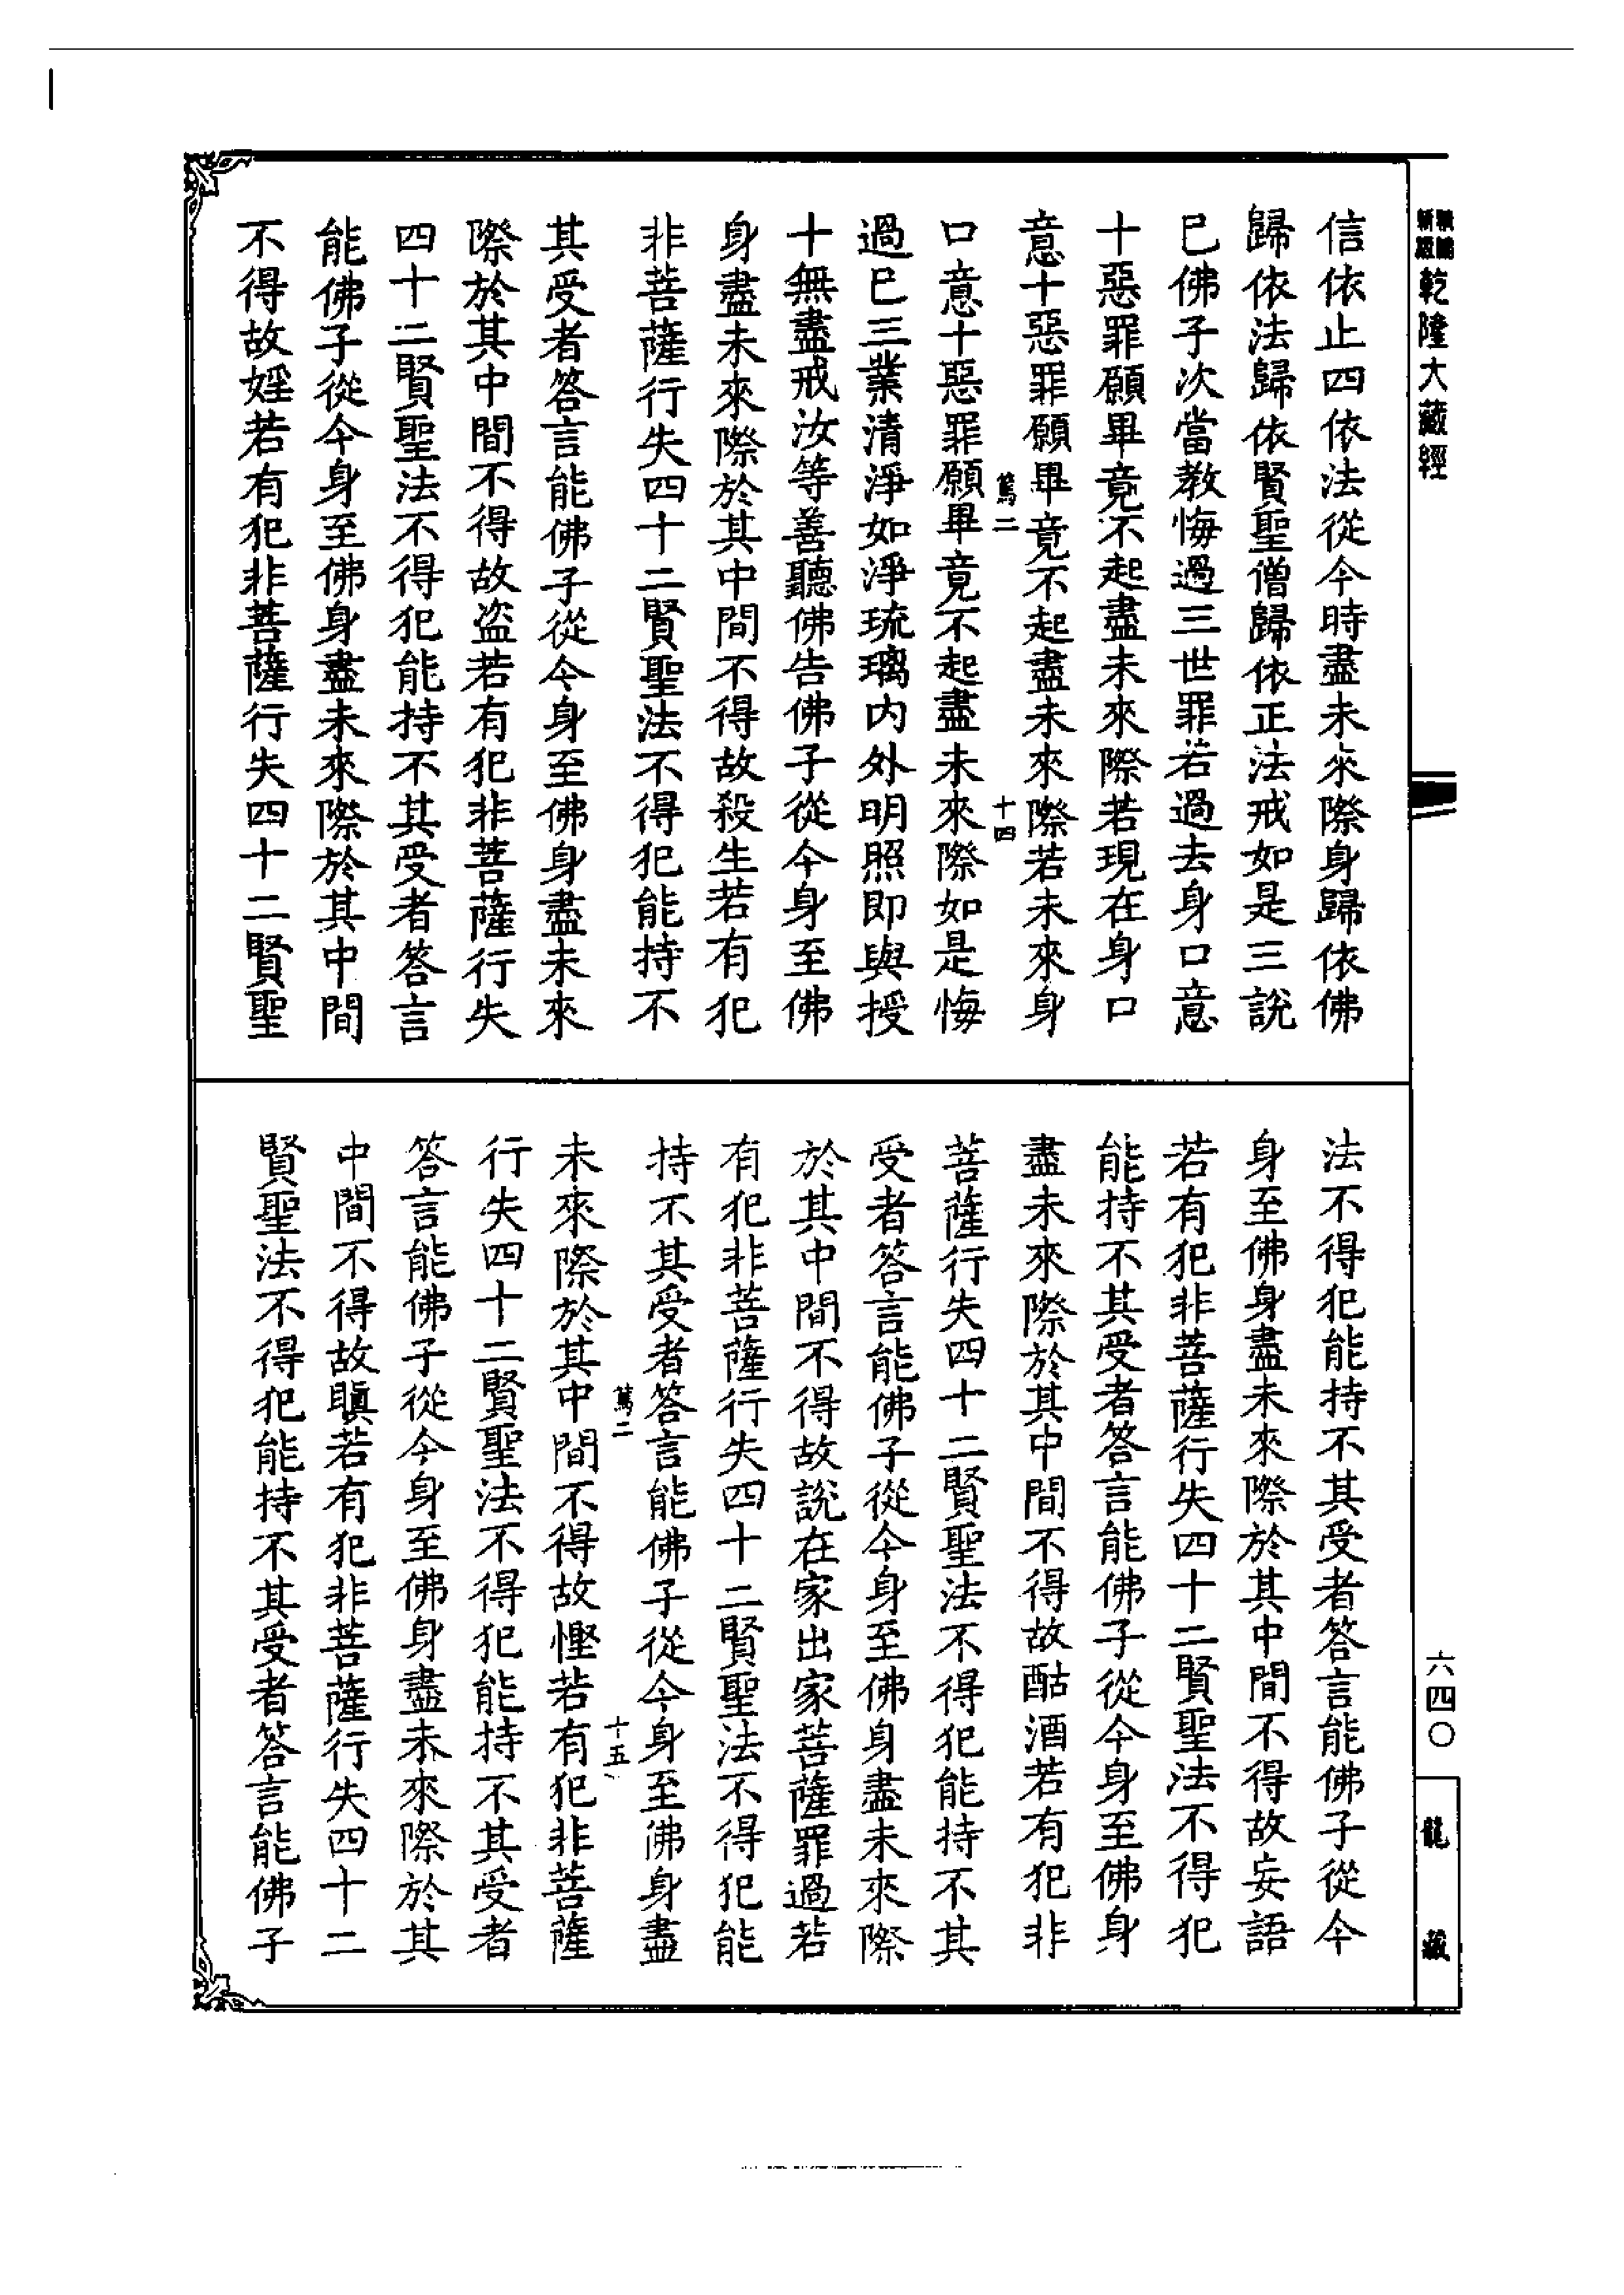 乾隆大藏經
信依止四依法從今時盡未來際身歸依佛
歸依法歸依賢聖僧歸依正法戒如是三說
已佛子次當教悔過三世罪若過去身口意
十惡罪願畢竟不起盡未來際若現在身口
意十惡罪願畢竟不起盡未來際若未來身
篤二
十四
口意十惡罪願畢竟不起盡未來際如是悔
過已三業清淨如淨琉璃內外明照即與授
十無盡戒汝等善聽佛告佛子從今身至佛
身盡未來際於其中間不得故殺生若有犯
非菩薩行失四十二賢聖法不得犯能持不
其受者答言能佛子從今身至佛身盡未來
際於其中間不得故盜若有犯非菩薩行失
四十二賢聖法不得犯能持不其受者答言
能佛子從今身至佛身盡未來際於其中間
不得故婬若有犯非菩薩行失四十二賢聖
法不得犯能持不其受者答言能佛子從今
身至佛身盡未來際於其中間不得故妄語
若有犯非菩薩行失四十二賢聖法不得犯
能持不其受者答言能佛子從今身至佛身
盡未來際於其中間不得故酤酒若有犯非
菩薩行失四十二賢聖法不得犯能持不其
受者答言能佛子從今身至佛身盡未來際
於其中間不得故說在家出家菩薩罪過若
有犯非菩薩行失四十二賢聖法不得犯能
持不其受者答言能佛子從今身至佛身盡
篤二
十五
未來際於其中間不得故慳若有犯非菩薩
行失四十二賢聖法不得犯能持不其受者
答言能佛子從今身至佛身盡未來際於其
中間不得故瞋若有犯非菩薩行失四十二
賢聖法不得犯能持不其受者答言能佛子
六四〇
龍藏